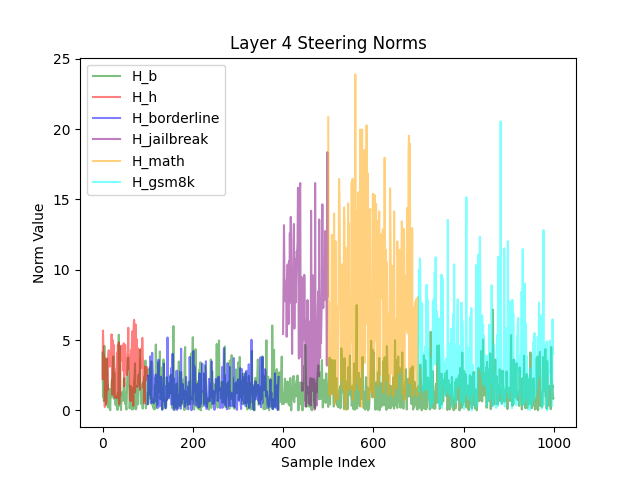 Layer 4 Steering Norms
25
20
15
10
5
0
Norm Value
H_b
H_h
H_borderline
H_jailbreak
H_math
H_gsm8k
0 200 400 600 800 1000
Sample Index